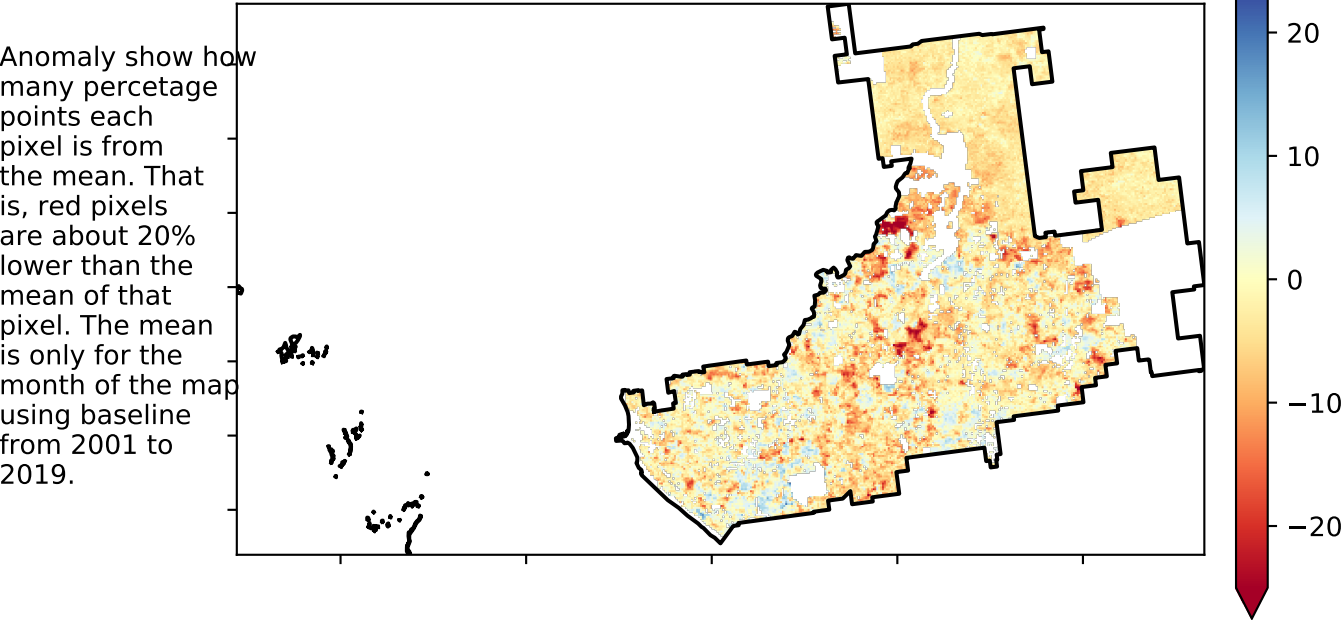 Anomaly show how
many percetage
points each
pixel is from
the mean. That
is, red pixels
are about 20%
lower than the
mean of that
pixel. The mean
is only for the
month of the map
using baseline
from 2001 to
2019.
20
10
0
−10
−20